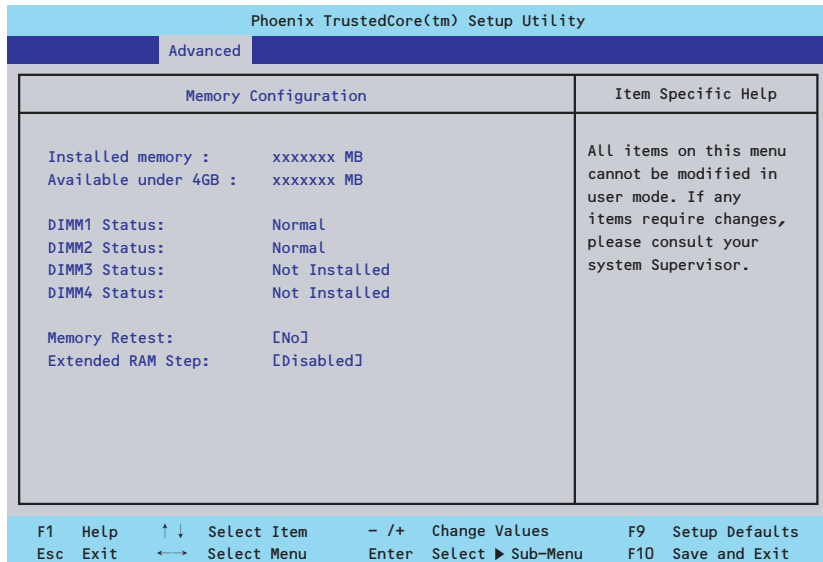 Phoenix TrustedCore(tm) Setup Utility
Advanced
Memory Configuration
Item Specific Help
Installed memory : xxxxxxx MB
Available under 4GB : xxxxxxx MB
DIMM1 Status: Normal
DIMM2 Status: Normal
DIMM3 Status: Not Installed
DIMM4 Status: Not Installed
Memory Retest: [No]
Extended RAM Step: [Disabled]
All items on this menu
cannot be modified in
user mode. If any
items require changes,
please consult your
system Supervisor.
F1 Help ↑↓ Select Item – /+ Change Values F9 Setup Defaults
Esc Exit ←→ Select Menu Enter Select ▶ Sub–Menu F10 Save and Exit